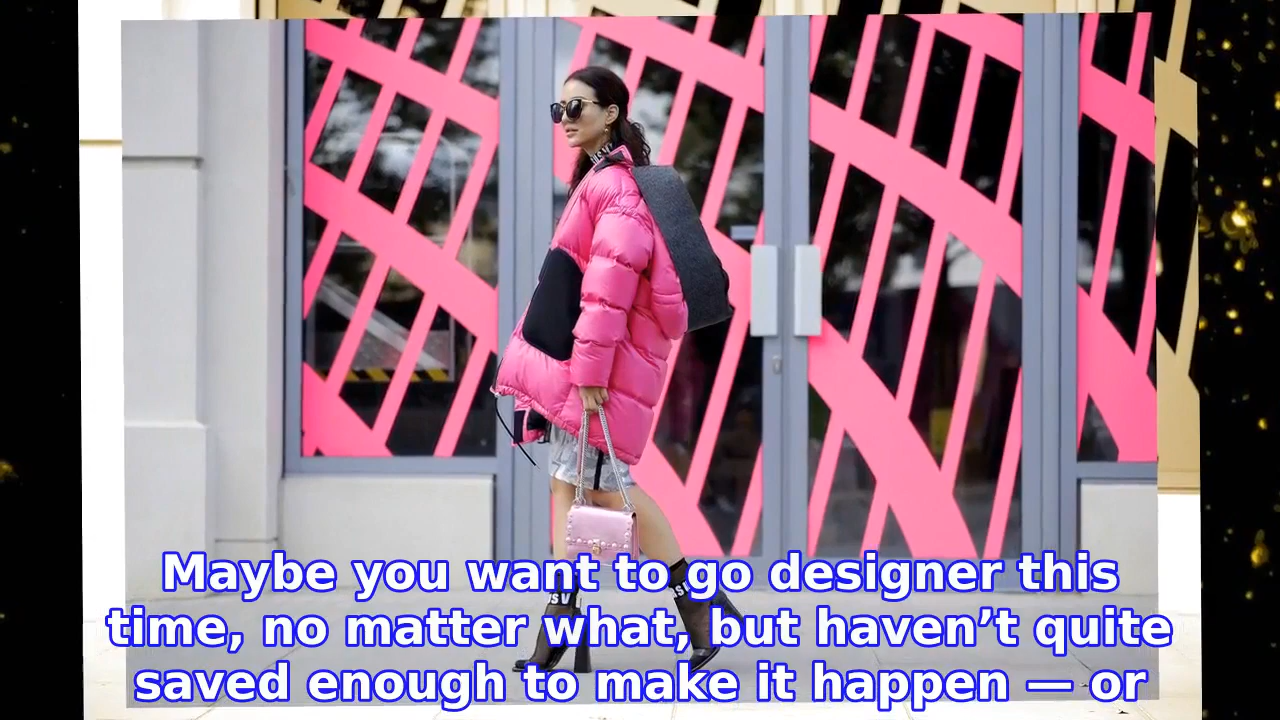 Maybe you want to go designer this
time, no matter what, but haven’t quite
saved enough to make it happen — or